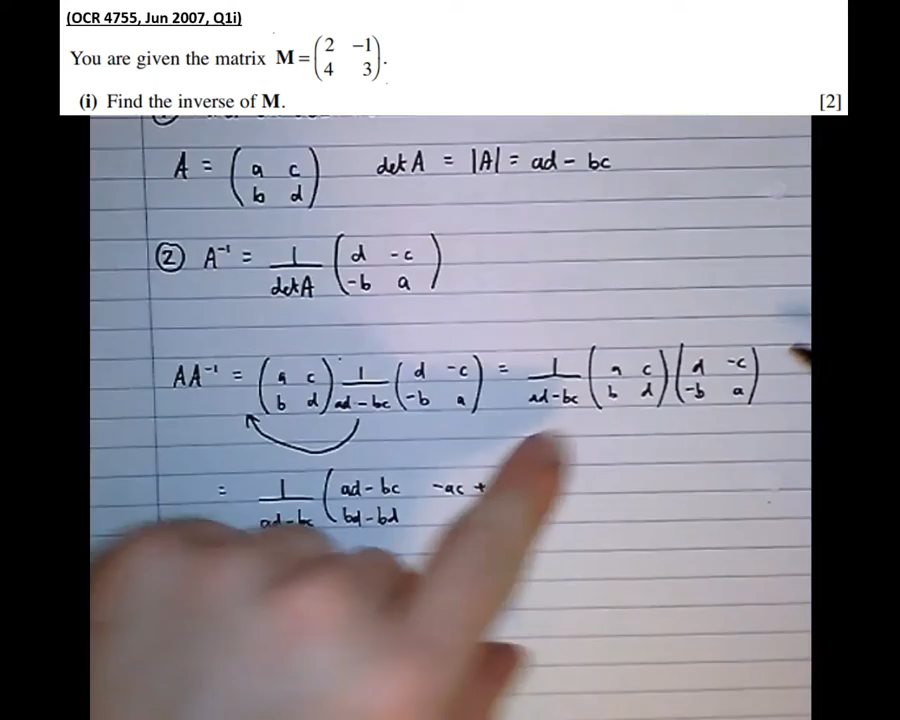 (OCR 4755, Jun 2007, Q1i)
You are given the matrix M = (2 −1
4 3).
(i) Find the inverse of M. [2]
A = (a c
b d) det A = |A| = ad - bc
② A⁻¹ = 1/det A (d -c
-b a)
AA⁻¹ = (a c
b d) 1/ad - bc (d -c
-b a) = 1/ad - bc (a c
b d)(d -c
-b a)
= 1/ad - bc (ad - bc -ac +
bd - bd